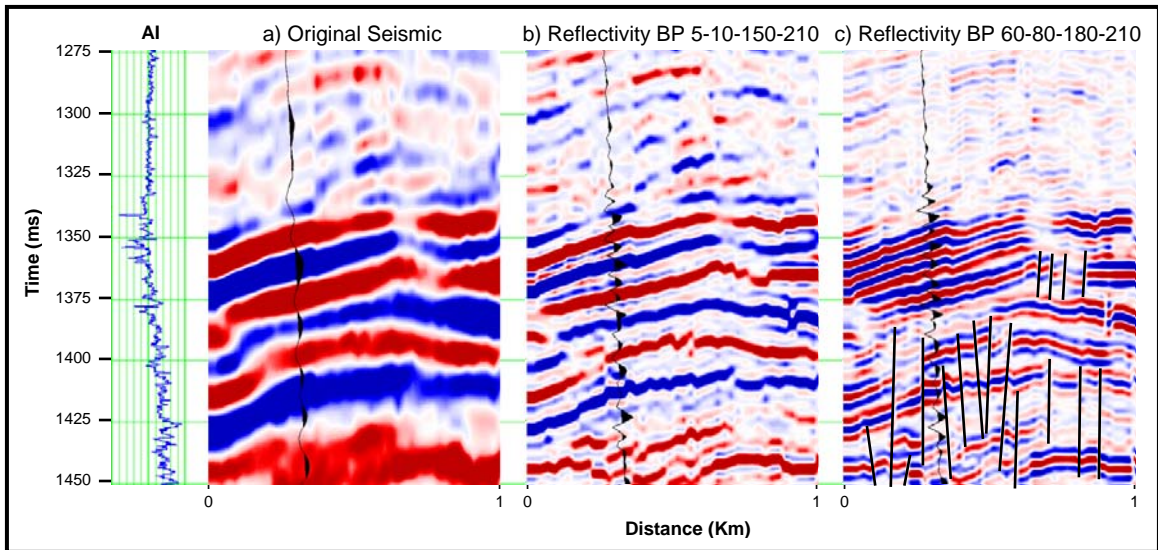 AI
a) Original Seismic
b) Reflectivity BP 5-10-150-210
c) Reflectivity BP 60-80-180-210
Time (ms)
1275
1300
1325
1350
1375
1400
1425
1450
0
1
0
1
0
1
Distance (Km)